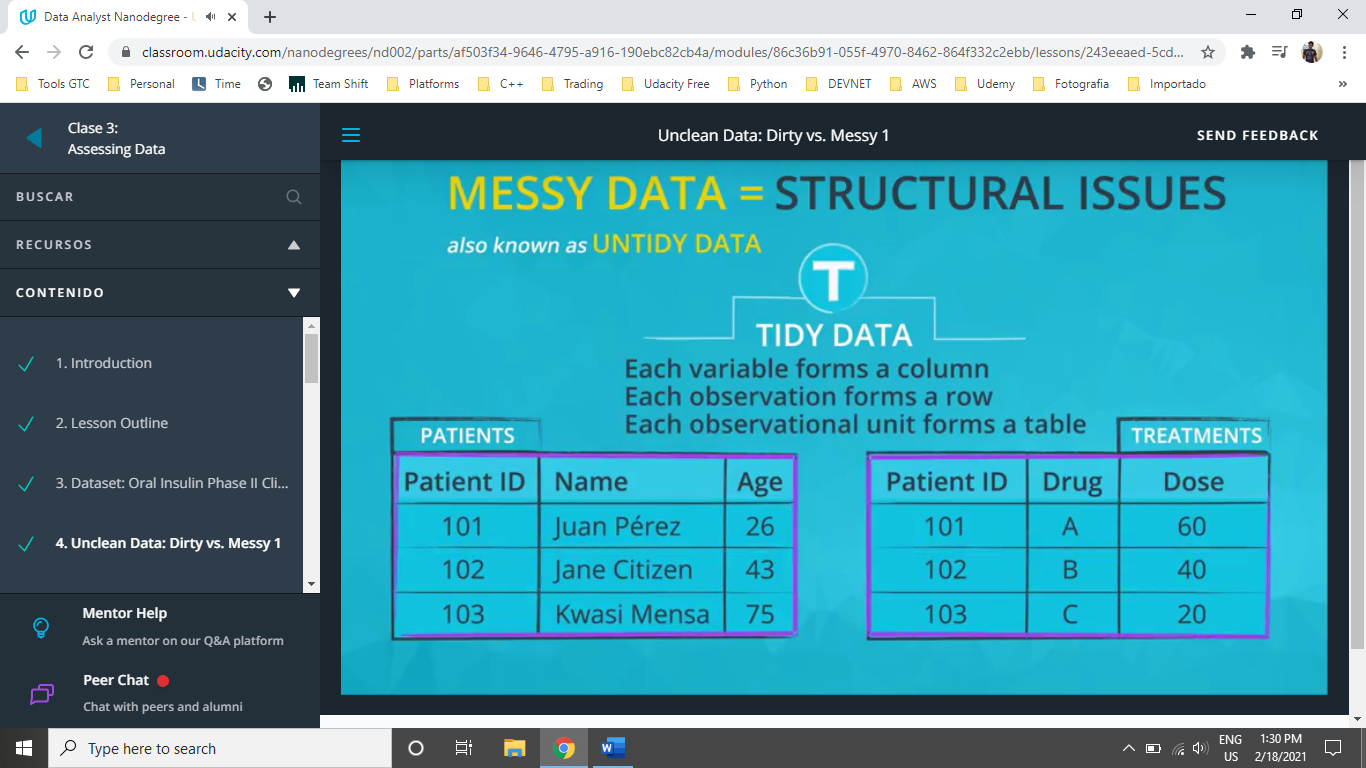 Data Analyst Nanodegree - U
classroom.udacity.com/nanodegrees/nd002/parts/af503f34-9646-4795-a916-190ebc82cb4a/modules/86c36b91-055f-4970-8462-864f332c2ebb/lessons/243eeaed-5cd...
Tools GTC Personal Time Team Shift Platforms C++ Trading Udacity Free Python DEVNET AWS Udemy Fotografia Importado »
Clase 3:
Assessing Data
Unclean Data: Dirty vs. Messy 1
SEND FEEDBACK
BUSCAR
RECURSOS
CONTENIDO
1. Introduction
2. Lesson Outline
3. Dataset: Oral Insulin Phase II Cli...
4. Unclean Data: Dirty vs. Messy 1
Mentor Help
Ask a mentor on our Q&A platform
Peer Chat
Chat with peers and alumni
MESSY DATA = STRUCTURAL ISSUES
also known as UNTIDY DATA
T
TIDY DATA
Each variable forms a column
Each observation forms a row
Each observational unit forms a table
PATIENTS
Patient ID Name Age
101 Juan Pérez 26
102 Jane Citizen 43
103 Kwasi Mensa 75
TREATMENTS
Patient ID Drug Dose
101 A 60
102 B 40
103 C 20
Type here to search
W
ENG
US
1:30 PM
2/18/2021